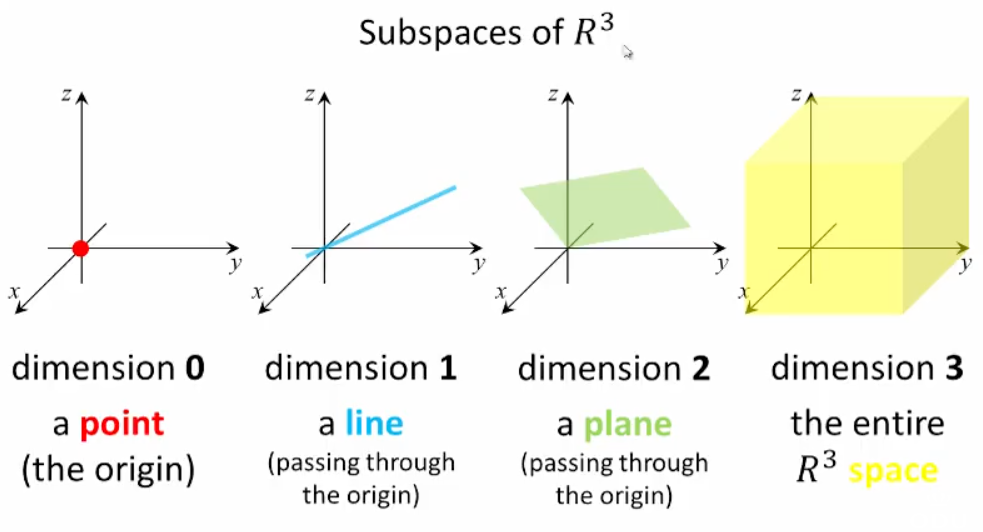 Subspaces of R³
z
y
x
dimension 0
a point
(the origin)
z
y
x
dimension 1
a line
(passing through
the origin)
z
y
x
dimension 2
a plane
(passing through
the origin)
z
y
x
dimension 3
the entire
R³ space